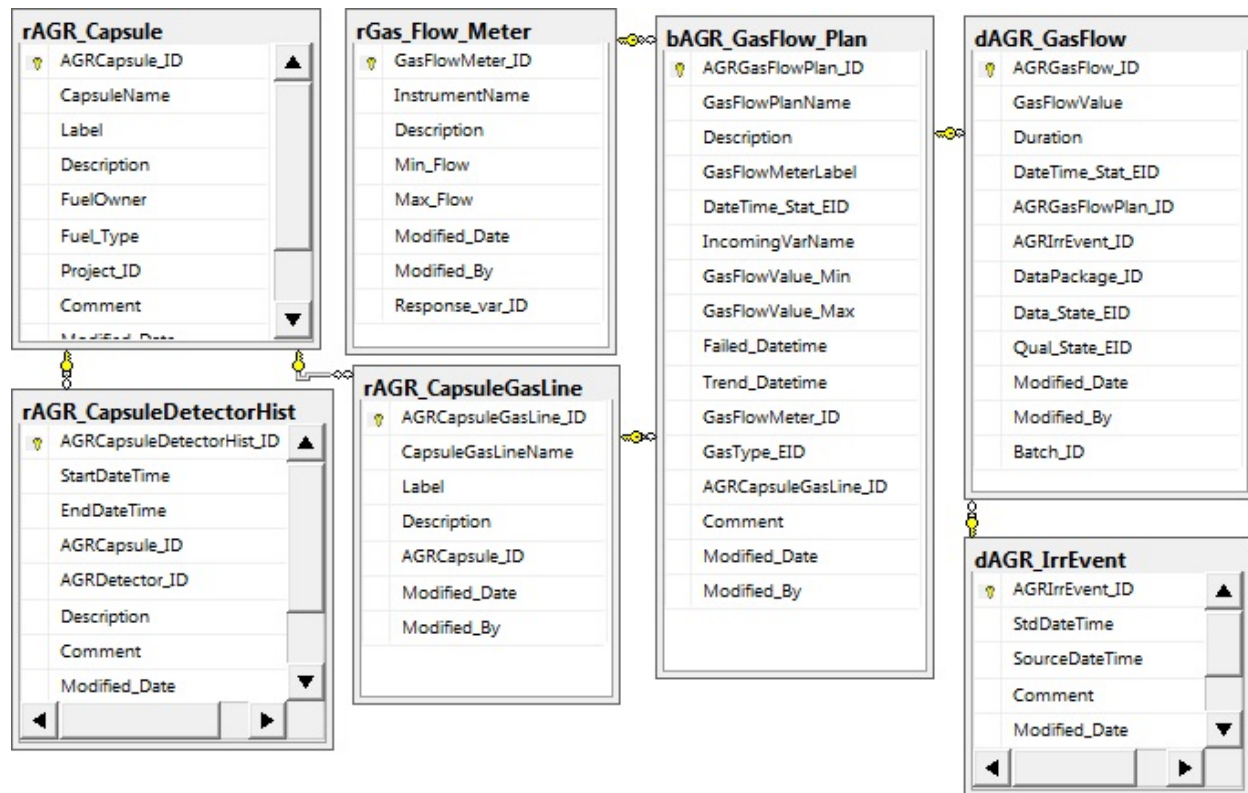 rAGR_Capsule
AGRCapsule_ID
CapsuleName
Label
Description
FuelOwner
Fuel_Type
Project_ID
Comment
Modified_Date
rGas_Flow_Meter
GasFlowMeter_ID
InstrumentName
Description
Min_Flow
Max_Flow
Modified_Date
Modified_By
Response_var_ID
bAGR_GasFlow_Plan
AGRGasFlowPlan_ID
GasFlowPlanName
Description
GasFlowMeterLabel
DateTime_Stat_EID
IncomingVarName
GasFlowValue_Min
GasFlowValue_Max
Failed_Datetime
Trend_Datetime
GasFlowMeter_ID
GasType_EID
AGRCapsuleGasLine_ID
Comment
Modified_Date
Modified_By
dAGR_GasFlow
AGRGasFlow_ID
GasFlowValue
Duration
DateTime_Stat_EID
AGRGasFlowPlan_ID
AGRIrrEvent_ID
DataPackage_ID
Data_State_EID
Qual_State_EID
Modified_Date
Modified_By
Batch_ID
rAGR_CapsuleDetectorHist
AGRCapsuleDetectorHist_ID
StartDateTime
EndDateTime
AGRCapsule_ID
AGRDetector_ID
Description
Comment
Modified_Date
rAGR_CapsuleGasLine
AGRCapsuleGasLine_ID
CapsuleGasLineName
Label
Description
AGRCapsule_ID
Modified_Date
Modified_By
dAGR_IrrEvent
AGRIrrEvent_ID
StdDateTime
SourceDateTime
Comment
Modified_Date